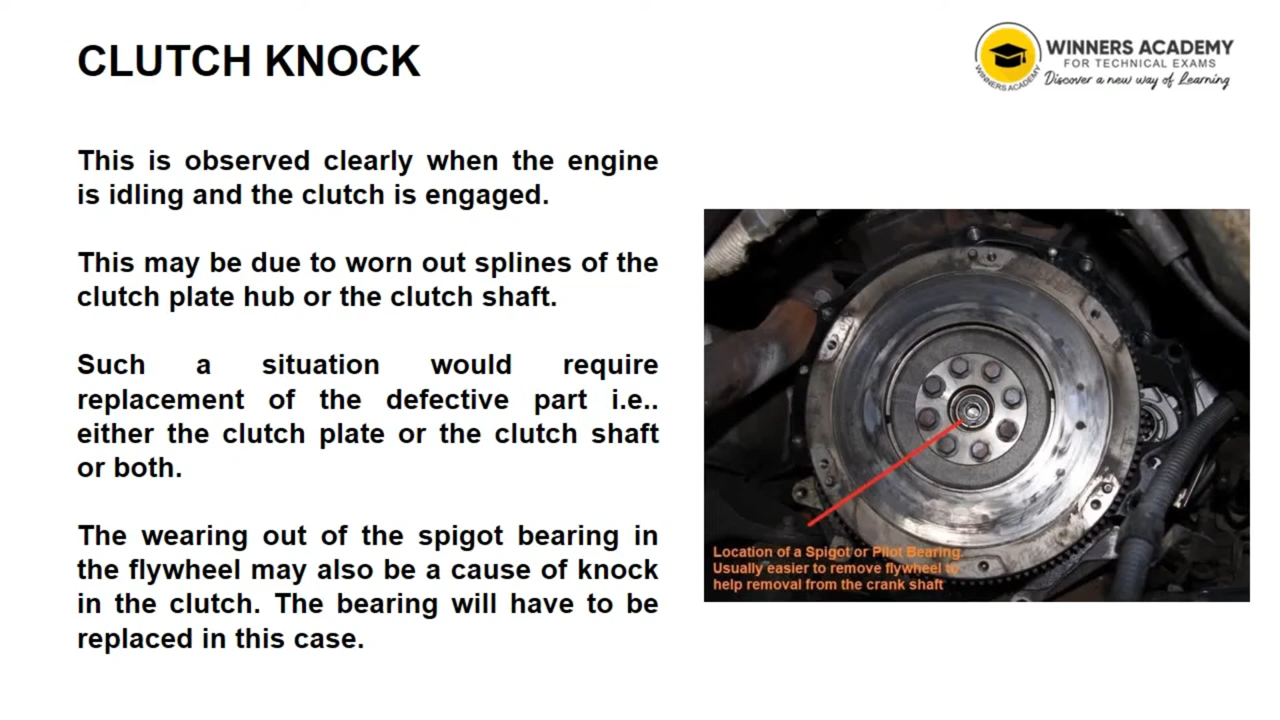 CLUTCH KNOCK
WINNERS ACADEMY
FOR TECHNICAL EXAMS
Discover a new way of Learning
WINNERS ACADEMY
This is observed clearly when the engine
is idling and the clutch is engaged.
This may be due to worn out splines of the
clutch plate hub or the clutch shaft.
Such a situation would require
replacement of the defective part i.e..
either the clutch plate or the clutch shaft
or both.
The wearing out of the spigot bearing in
the flywheel may also be a cause of knock
in the clutch. The bearing will have to be
replaced in this case.
Location of a Spigot or Pilot Bearing.
Usually easier to remove flywheel to
help removal from the crank shaft